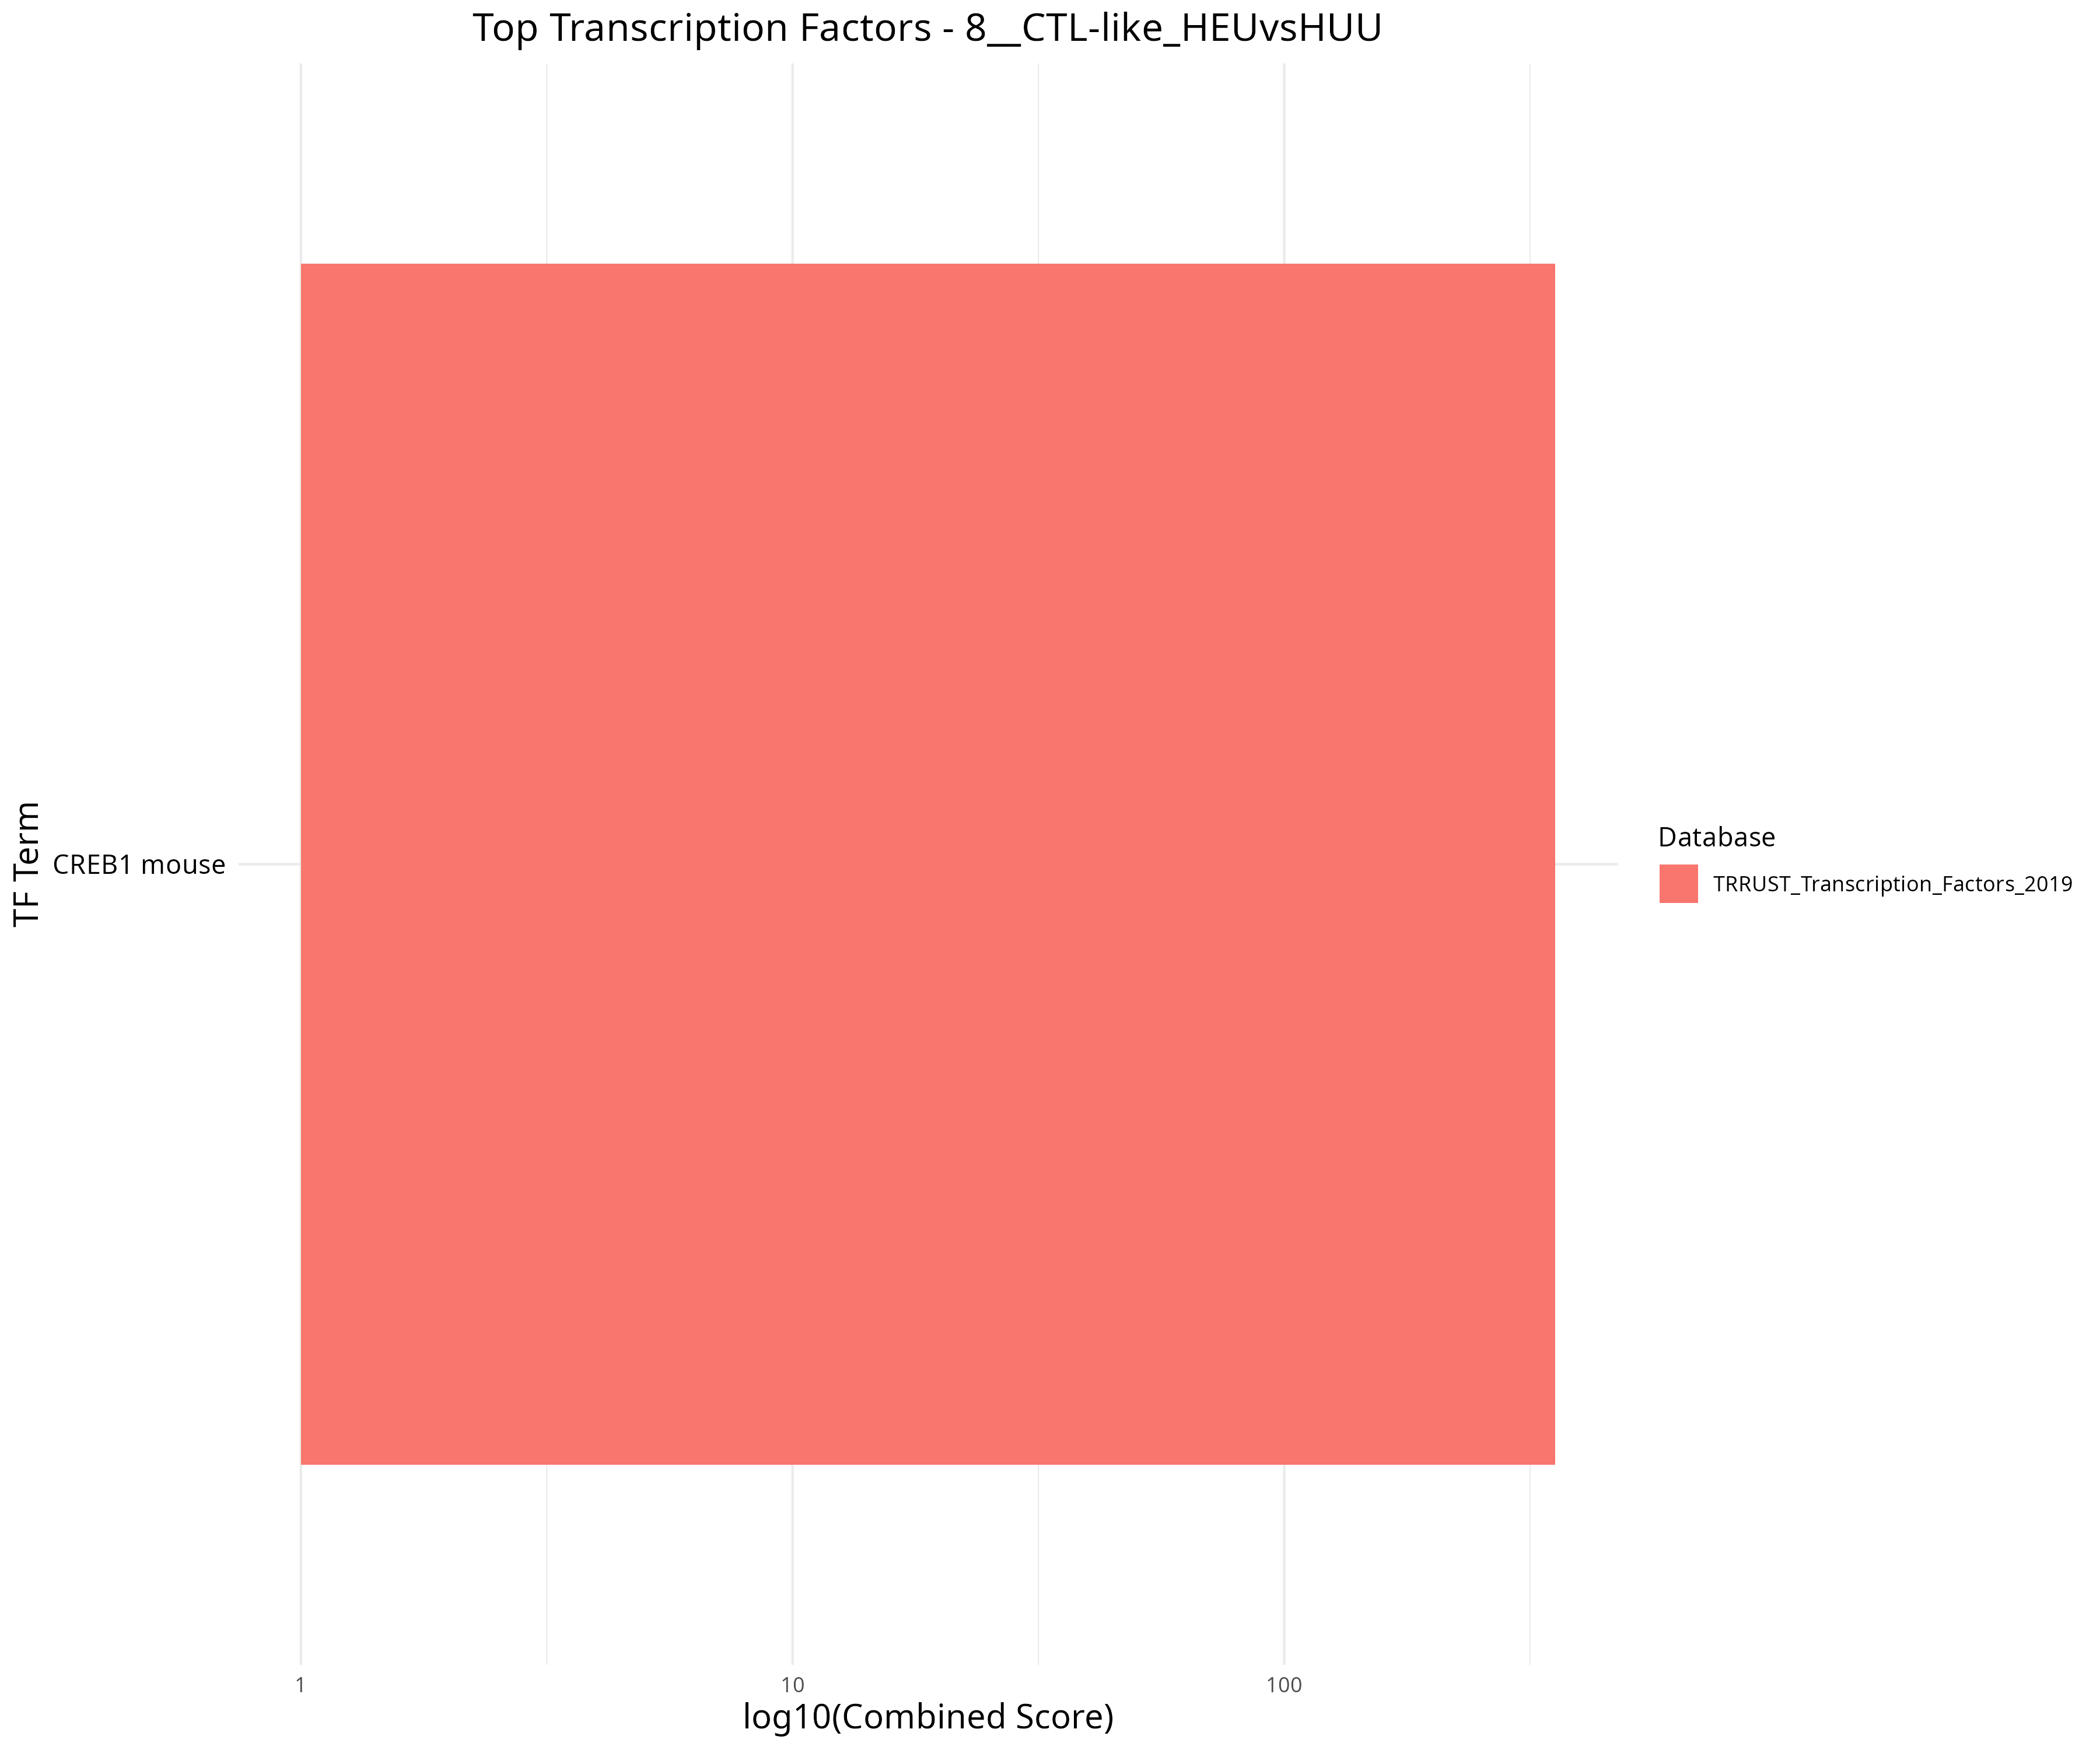 Top Transcription Factors - 8__CTL-like_HEUvsHUU
TF Term
CREB1 mouse
1
10
100
log10(Combined Score)
Database
TRRUST_Transcription_Factors_2019